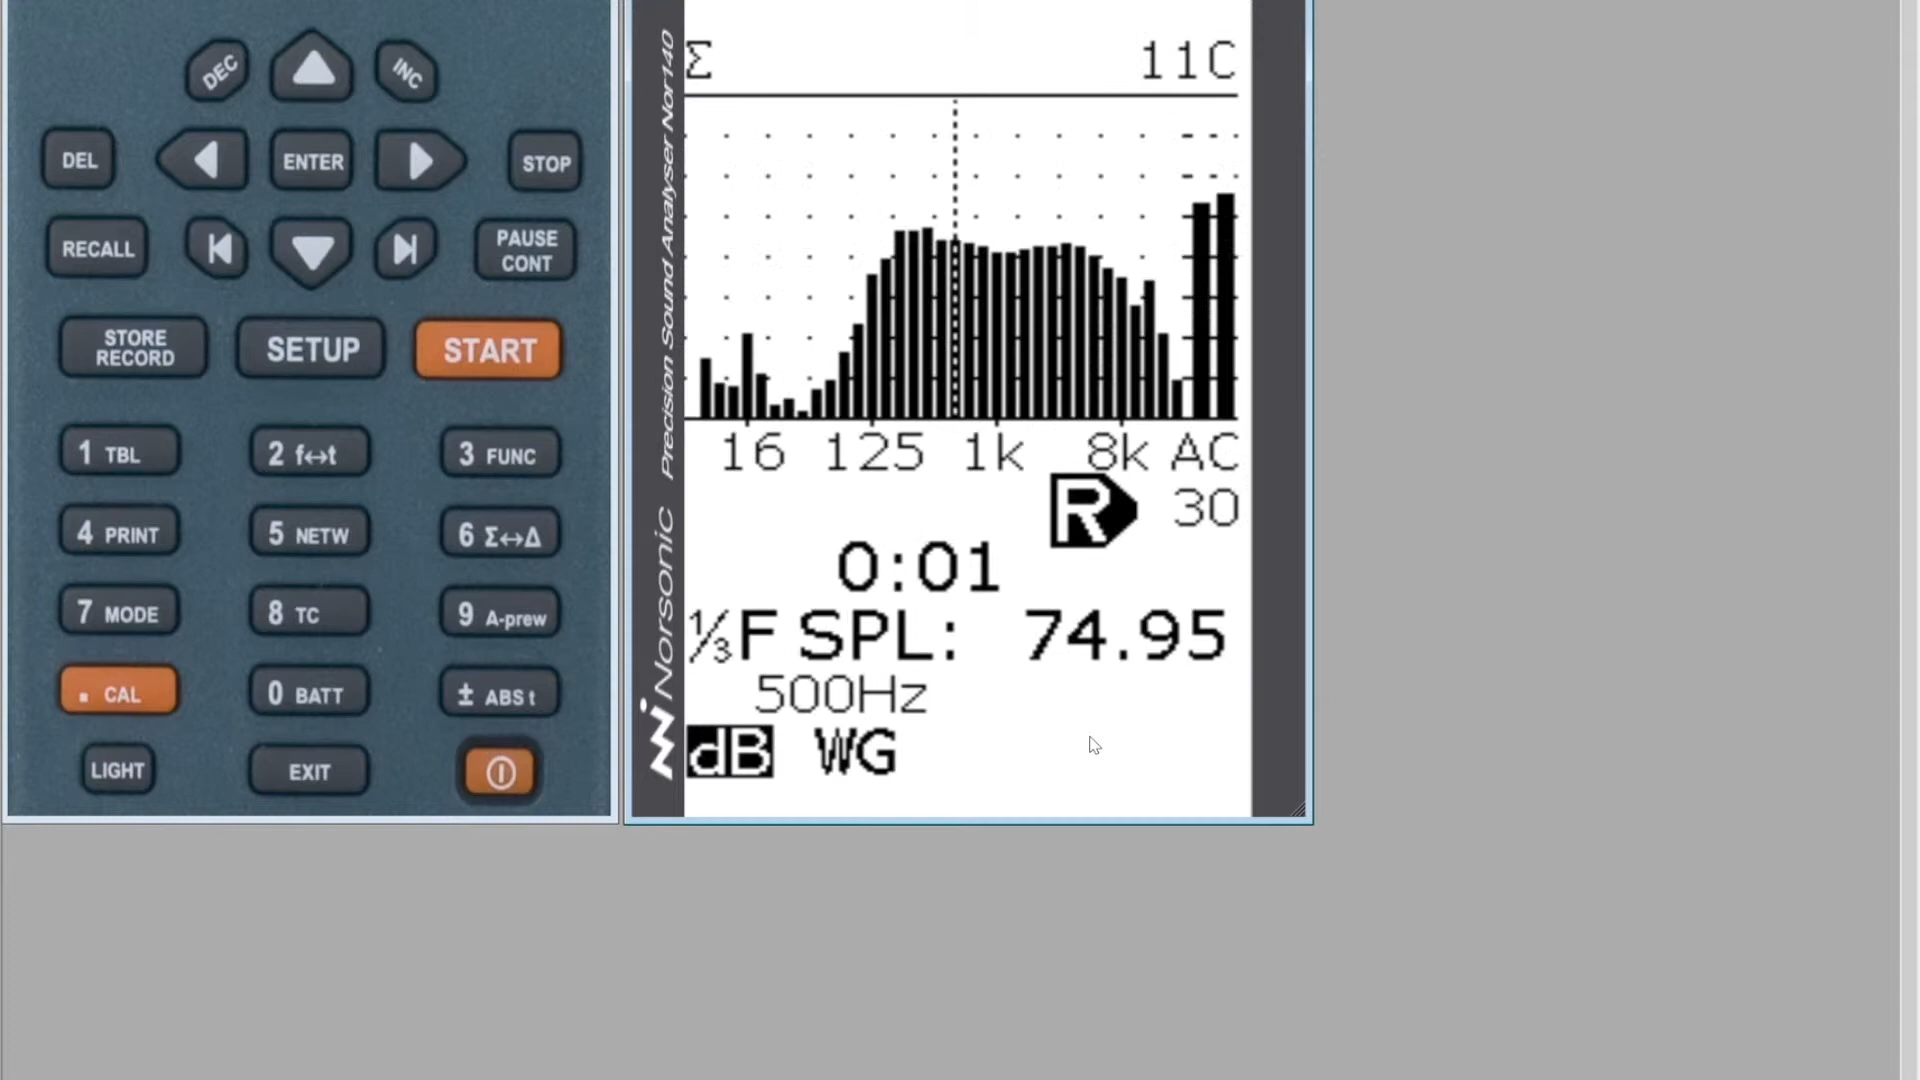 DEC
INC
DEL
ENTER
STOP
RECALL
PAUSE
CONT
STORE
RECORD
SETUP
START
1 TBL
2 f↔t
3 FUNC
4 PRINT
5 NETW
6 Σ↔Δ
7 MODE
8 TC
9 A-prew
. CAL
0 BATT
± ABS t
LIGHT
EXIT
Norsonic Precision Sound Analyser Nor140
Σ 11C
16 125 1k 8k AC
R 30
0:01
⅓F SPL: 74.95
500Hz
dB WG